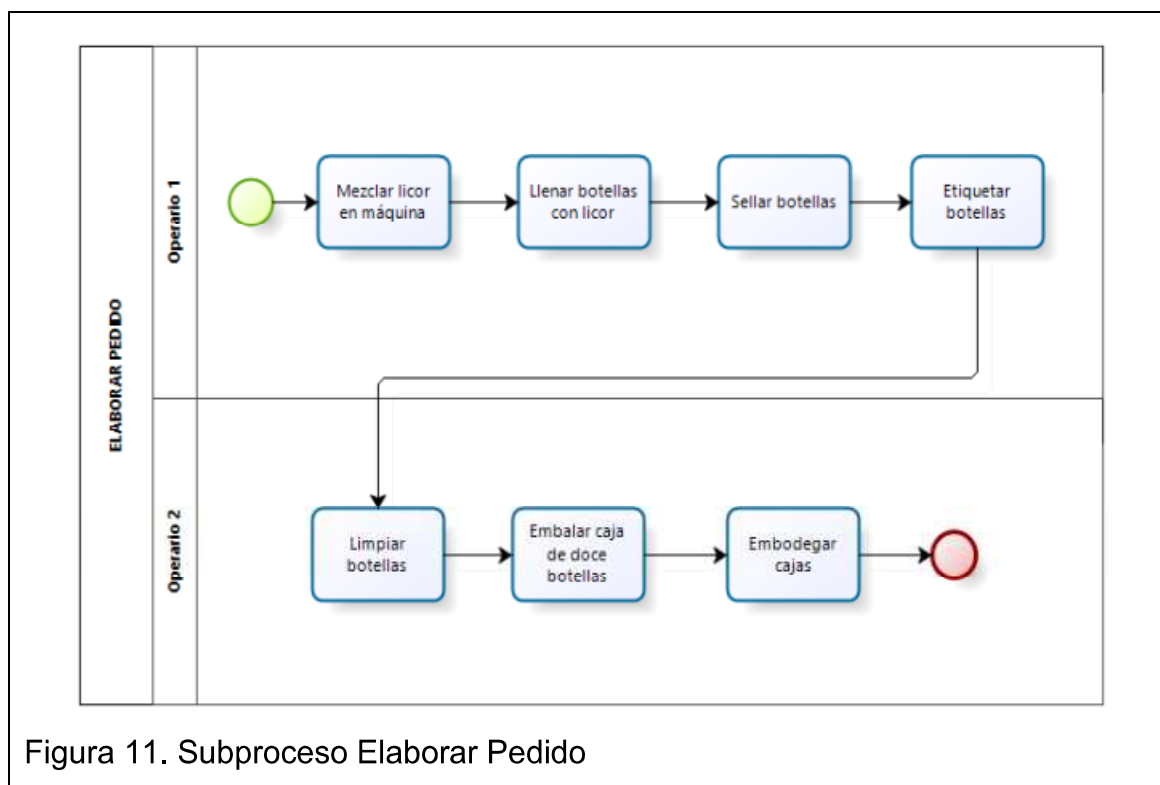 ELABORAR PEDIDO
Operario 1
Mezclar licor
en máquina
Llenar botellas
con licor
Sellar botellas
Etiquetar
botellas
Operario 2
Limpiar
botellas
Embalar caja
de doce
botellas
Embodegar
cajas
Figura 11. Subproceso Elaborar Pedido